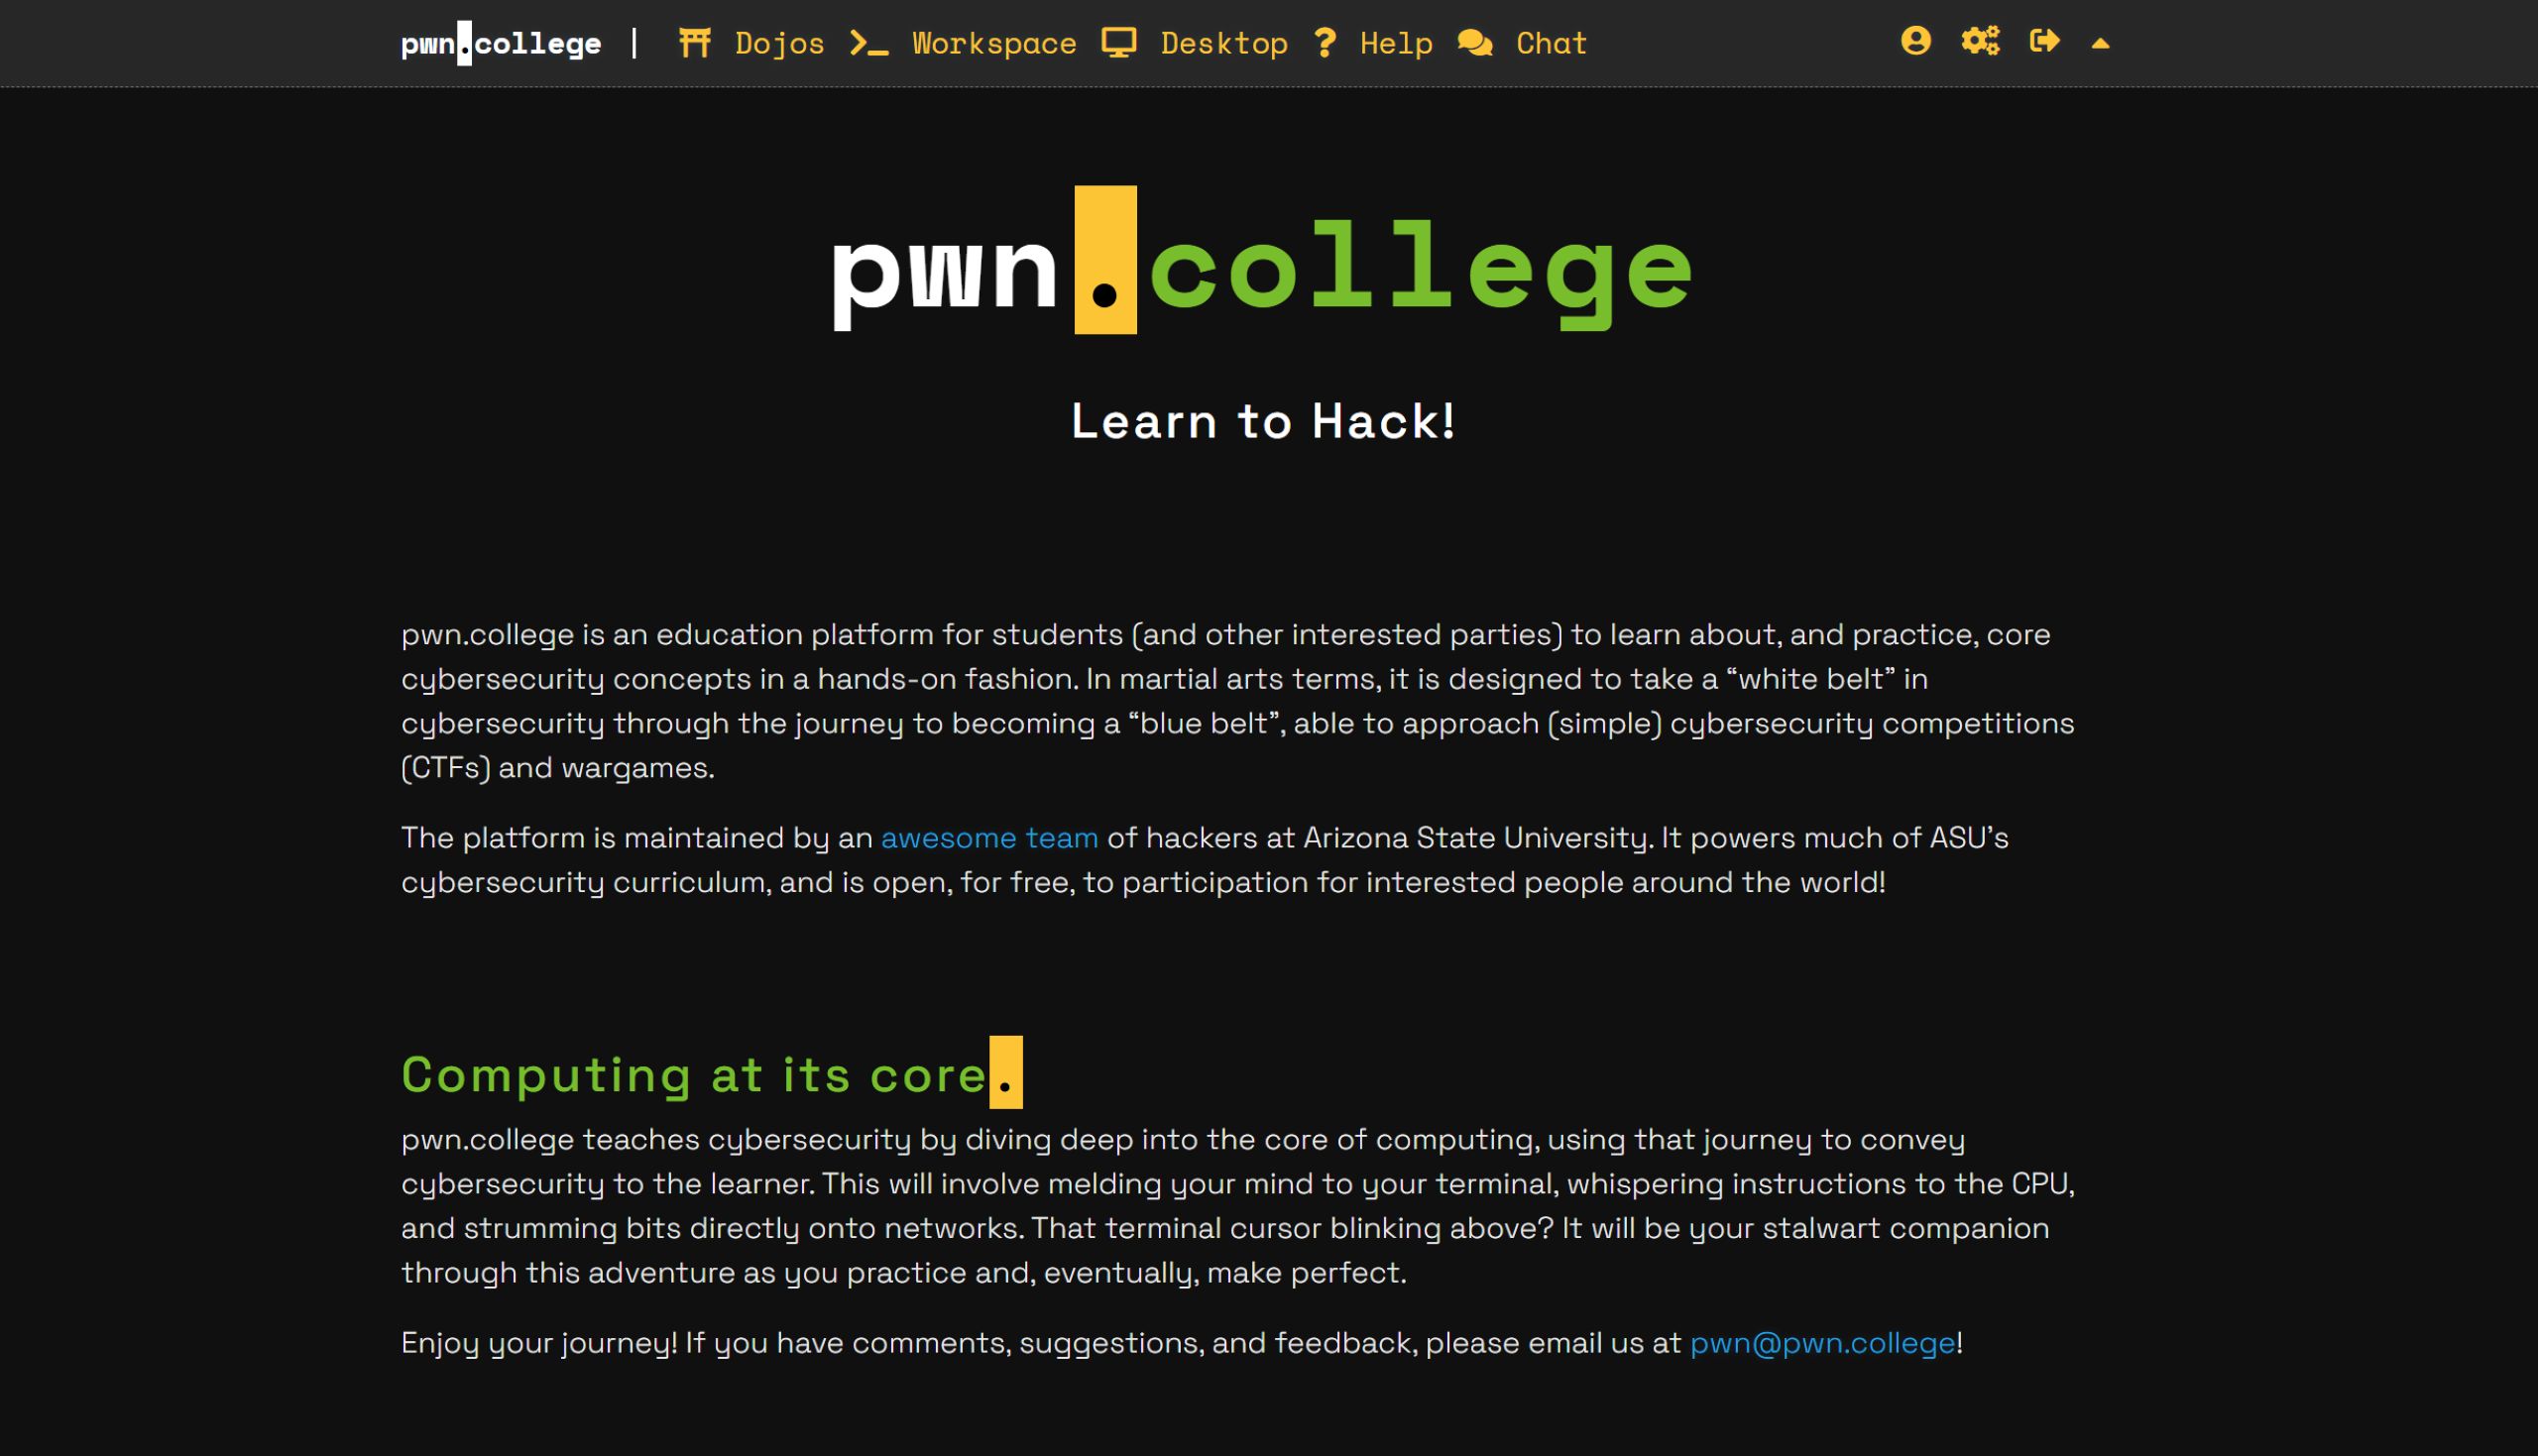 pwn.college | Dojos Workspace Desktop Help Chat
pwn.college
Learn to Hack!
pwn.college is an education platform for students (and other interested parties) to learn about, and practice, core
cybersecurity concepts in a hands-on fashion. In martial arts terms, it is designed to take a “white belt” in
cybersecurity through the journey to becoming a “blue belt”, able to approach (simple) cybersecurity competitions
(CTFs) and wargames.
The platform is maintained by an awesome team of hackers at Arizona State University. It powers much of ASU’s
cybersecurity curriculum, and is open, for free, to participation for interested people around the world!
Computing at its core.
pwn.college teaches cybersecurity by diving deep into the core of computing, using that journey to convey
cybersecurity to the learner. This will involve melding your mind to your terminal, whispering instructions to the CPU,
and strumming bits directly onto networks. That terminal cursor blinking above? It will be your stalwart companion
through this adventure as you practice and, eventually, make perfect.
Enjoy your journey! If you have comments, suggestions, and feedback, please email us at pwn@pwn.college!